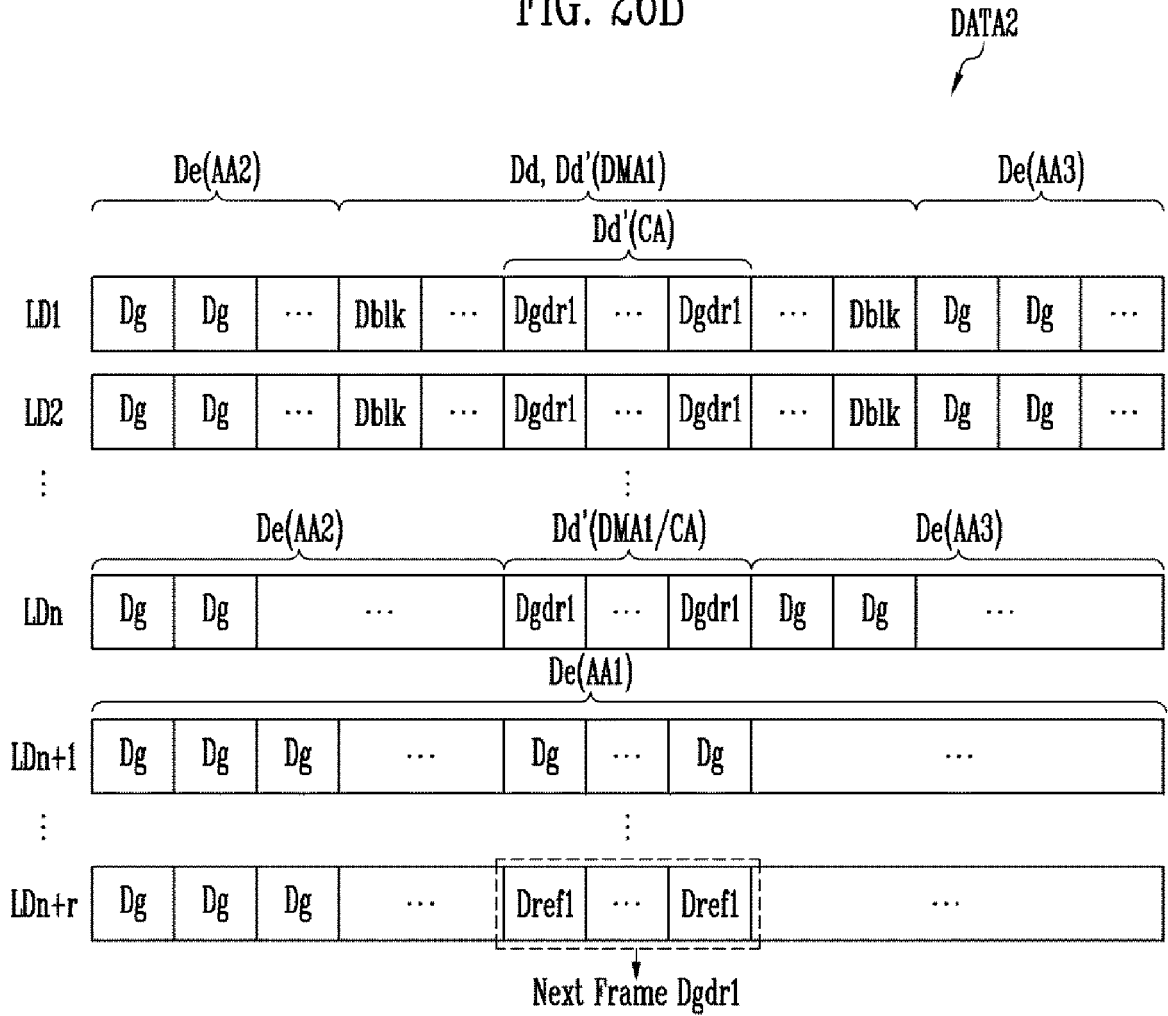 FIG. 20B
DATA2
De(AA2) Dd, Dd'(DMA1) De(AA3)
Dd'(CA)
LD1 Dg Dg ... Dblk ... Dgdr1 ... Dgdr1 ... Dblk Dg Dg ...
LD2 Dg Dg ... Dblk ... Dgdr1 ... Dgdr1 ... Dblk Dg Dg ...
⋮ ⋮
De(AA2) Dd'(DMA1/CA) De(AA3)
LDn Dg Dg ... Dgdr1 ... Dgdr1 Dg Dg ...
De(AA1)
LDn+1 Dg Dg Dg ... Dg ... Dg ...
⋮ ⋮
LDn+r Dg Dg Dg ... Dref1 ... Dref1 ...
Next Frame Dgdr1